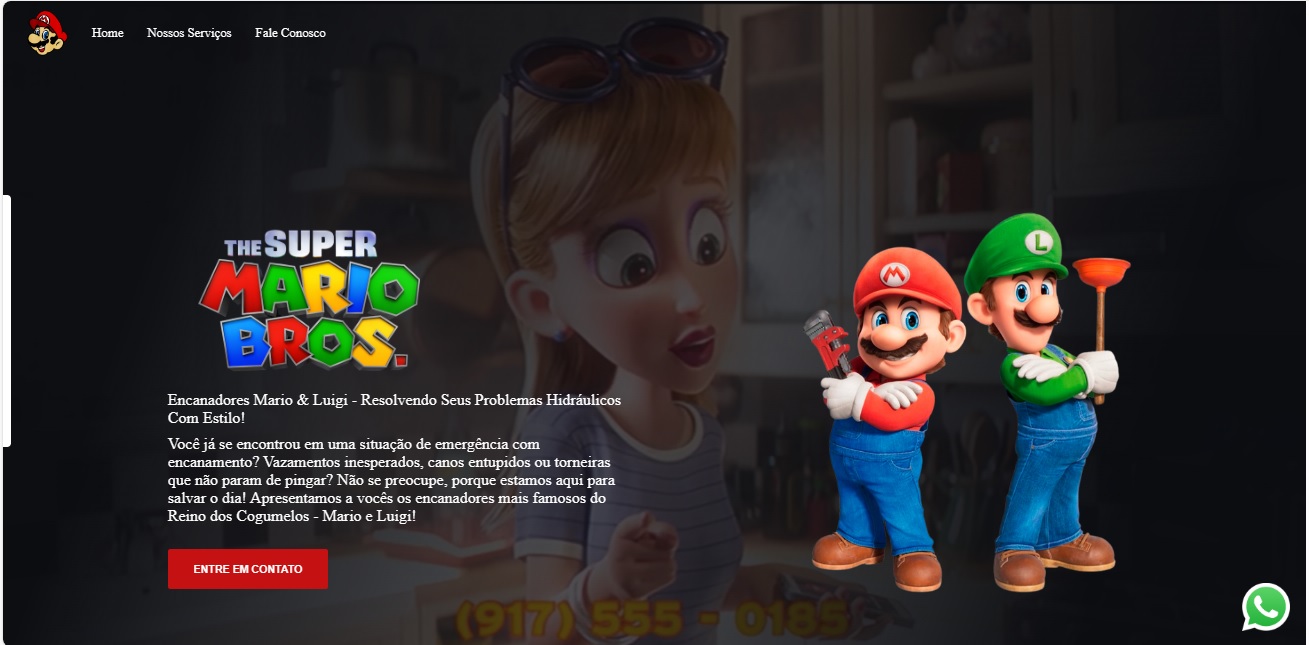 Home
Nossos Serviços
Fale Conosco
THE SUPER
MARIO
BROS.
M
L
Encanadores Mario & Luigi - Resolvendo Seus Problemas Hidráulicos
Com Estilo!
Você já se encontrou em uma situação de emergência com
encanamento? Vazamentos inesperados, canos entupidos ou torneiras
que não param de pingar? Não se preocupe, porque estamos aqui para
salvar o dia! Apresentamos a vocês os encanadores mais famosos do
Reino dos Cogumelos - Mario e Luigi!
ENTRE EM CONTATO
(917) 555 - 0185